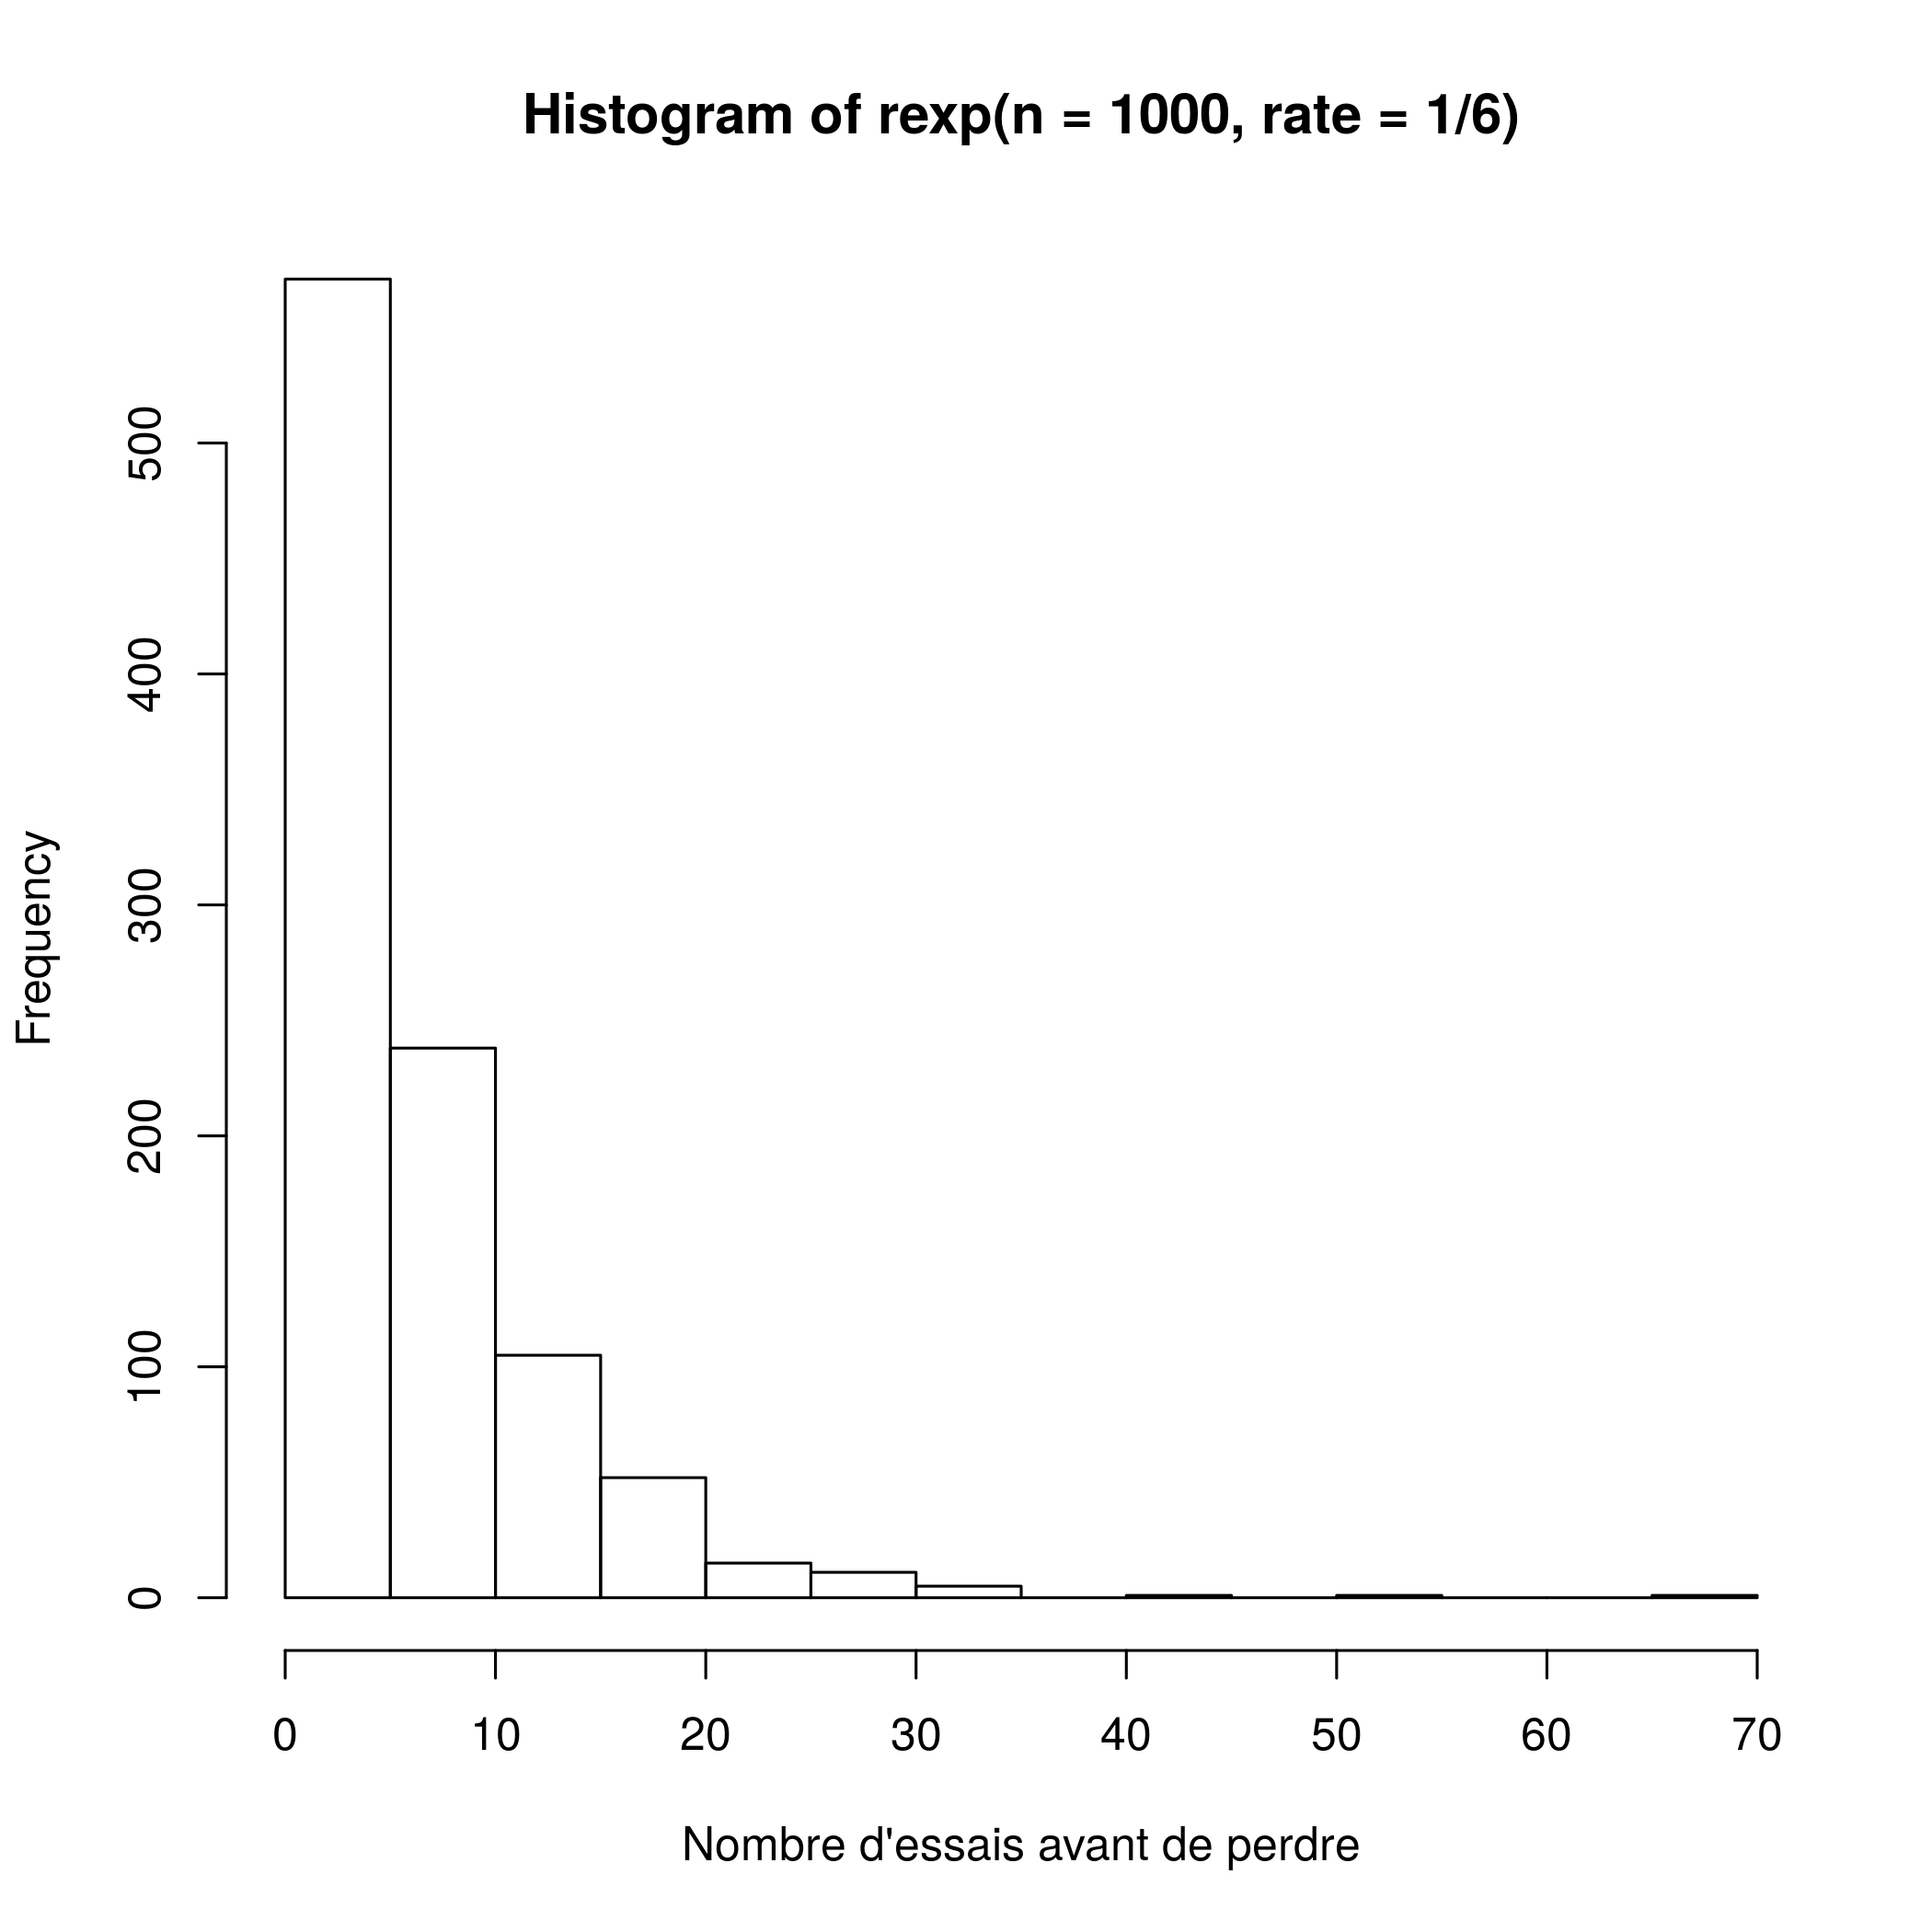 Histogram of rexp(n = 1000, rate = 1/6)
Frequency
500
400
300
200
100
0
0 10 20 30 40 50 60 70
Nombre d'essais avant de perdre